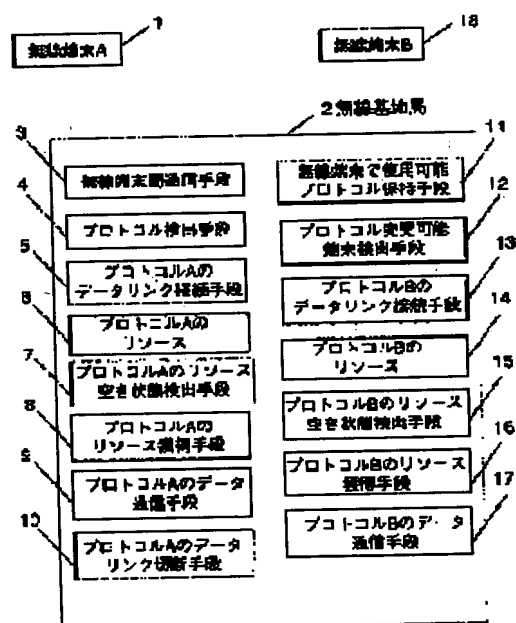 1
18
無線端末A
無線端末B
2無線基地局
3
無線端末間通信手段
4
プロトコル検出手段
5
プロトコルAの
データリンク接続手段
6
プロトコルAの
リソース
7
プロトコルAのリソース
空き状態検出手段
8
プロトコルAの
リソース獲得手段
9
プロトコルAのデータ
通信手段
10
プロトコルAのデータ
リンク切断手段
11
無線端末で使用可能
プロトコル保持手段
12
プロトコル変更可能
端末検出手段
13
プロトコルBの
データリンク接続手段
14
プロトコルBの
リソース
15
プロトコルBのリソース
空き状態検出手段
16
プロトコルBのリソース
獲得手段
17
プロトコルBのデータ
通信手段